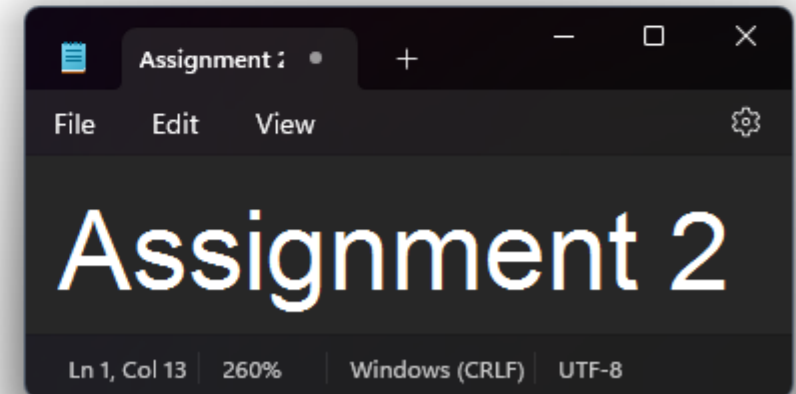 Assignment 2
File Edit View
Assignment 2
Ln 1, Col 13 260% Windows (CRLF) UTF-8